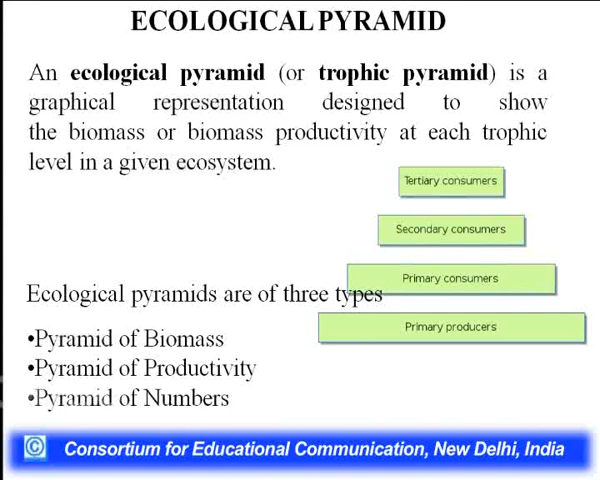 ECOLOGICAL PYRAMID
An ecological pyramid (or trophic pyramid) is a
graphical representation designed to show
the biomass or biomass productivity at each trophic
level in a given ecosystem.
Tertiary consumers
Secondary consumers
Primary consumers
Primary producers
Ecological pyramids are of three types
•Pyramid of Biomass
•Pyramid of Productivity
•Pyramid of Numbers
© Consortium for Educational Communication, New Delhi, India